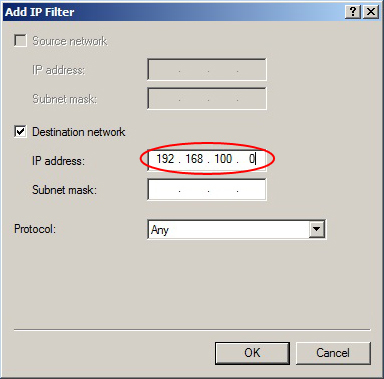 Add IP Filter
Source network
IP address:
. . .
Subnet mask:
. . .
Destination network
IP address: 192 . 168 . 100 . 0
Subnet mask:
. . .
Protocol: Any
OK Cancel